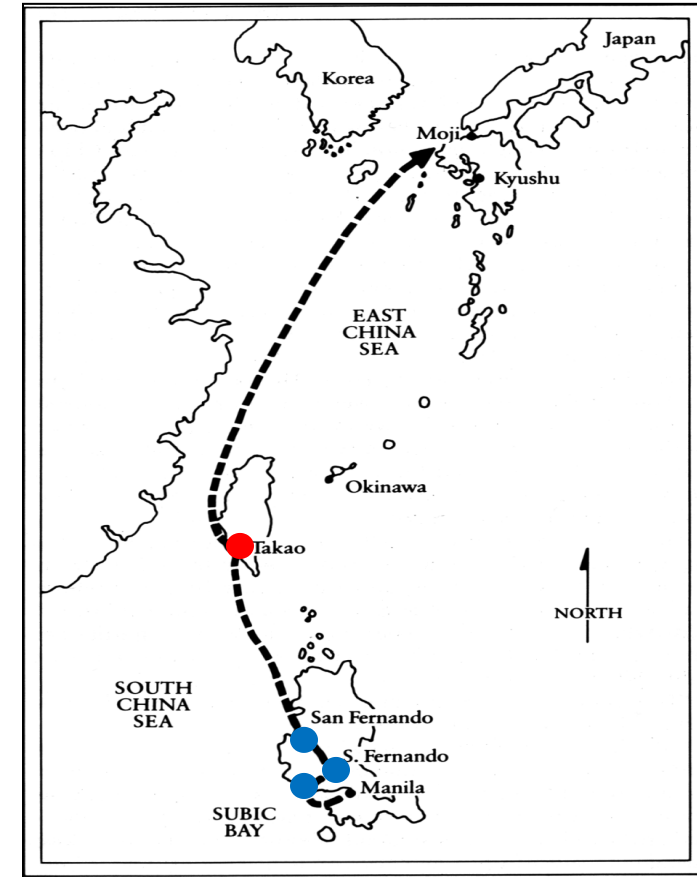 Japan
Korea
Moji
Kyushu
EAST
CHINA
SEA
Okinawa
Takao
NORTH
SOUTH
CHINA
SEA
San Fernando
S. Fernando
Manila
SUBIC
BAY